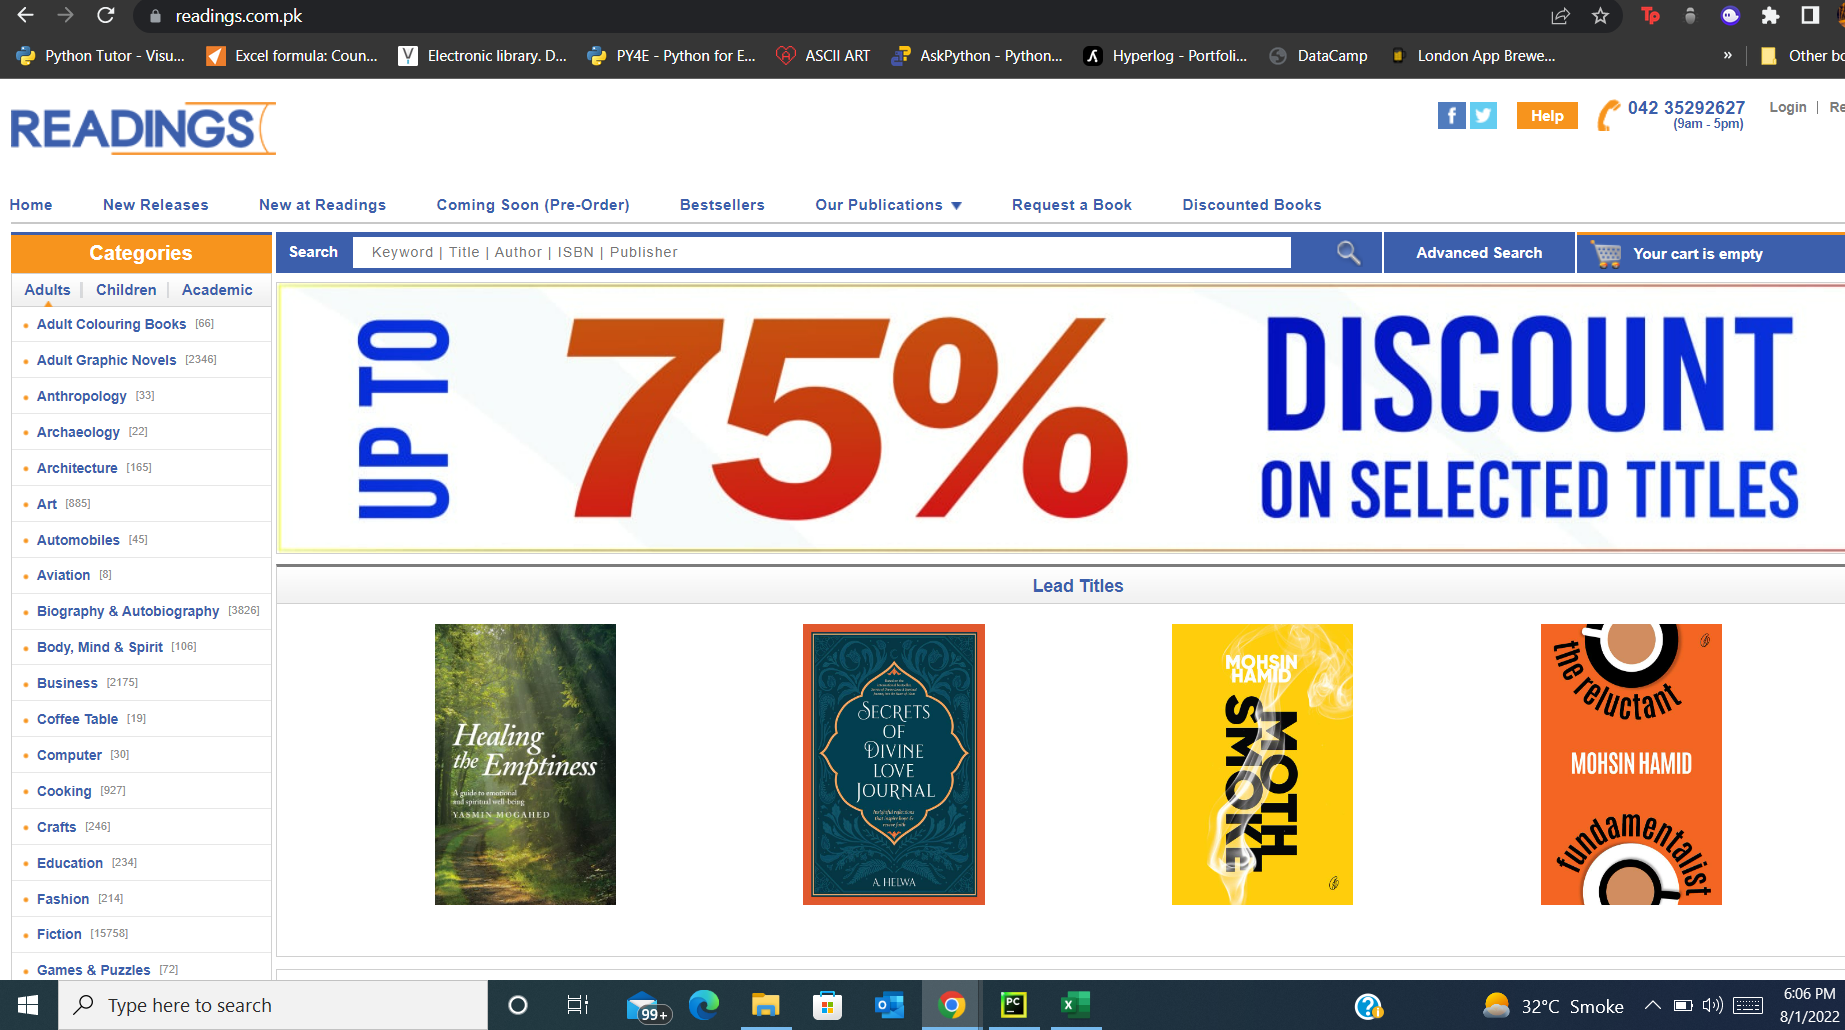 readings.com.pk
Python Tutor - Visu...
Excel formula: Coun...
Electronic library. D...
PY4E - Python for E...
ASCII ART
AskPython - Python...
Hyperlog - Portfoli...
DataCamp
London App Brewe...
»
Other bo
READINGS
Help
042 35292627
(9am - 5pm)
Login | Re
Home
New Releases
New at Readings
Coming Soon (Pre-Order)
Bestsellers
Our Publications ▼
Request a Book
Discounted Books
Categories
Search
Keyword | Title | Author | ISBN | Publisher
Advanced Search
Your cart is empty
Adults | Children | Academic
Adult Colouring Books [66]
Adult Graphic Novels [2346]
Anthropology [33]
Archaeology [22]
Architecture [165]
Art [885]
Automobiles [45]
Aviation [8]
Biography & Autobiography [3826]
Body, Mind & Spirit [106]
Business [2175]
Coffee Table [19]
Computer [30]
Cooking [927]
Crafts [246]
Education [234]
Fashion [214]
Fiction [15758]
Games & Puzzles [72]
UP TO
75%
DISCOUNT
ON SELECTED TITLES
Lead Titles
Healing
the Emptiness
A guide to emotional
and spiritual well-being
YASMIN MOGAHED
SECRETS
OF
DIVINE
LOVE
JOURNAL
A. HELWA
MOHSIN
HAMID
MOTH
SMOKE
the reluctant
MOHSIN HAMID
fundamentalist
Type here to search
99+
32°C Smoke
6:06 PM
8/1/2022